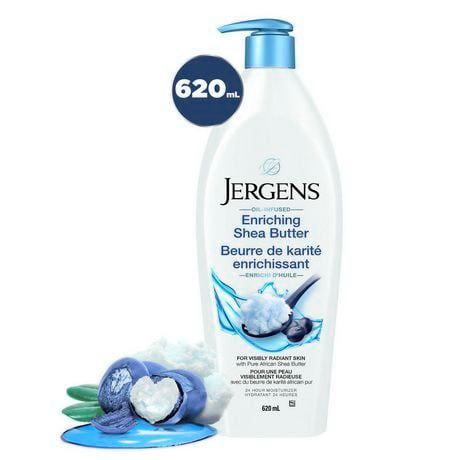 620 mL
JERGENS
OIL-INFUSED
Enriching
Shea Butter
Beurre de karité
enrichissant
ENRICHI D'HUILE
FOR VISIBLY RADIANT SKIN
with Pure African Shea Butter
POUR UNE PEAU
VISIBLEMENT RADIEUSE
avec du beurre de karité africain pur
24 HOUR MOISTURIZER
HYDRATANT 24 HEURES
620 mL